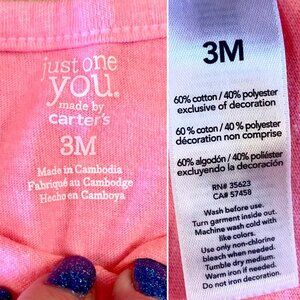 just one
you.
made by
carter's
3M
Made in Cambodia
Fabriqué au Cambodge
Hecho en Camboya
3M
60% cotton / 40% polyester
exclusive of decoration
60 % coton / 40 % polyester
décoration non comprise
60% algodón / 40% poliéster
excluyendo la decoración
RN# 35623
CA# 57458
Wash before use.
Turn garment inside out.
Machine wash cold with
like colors.
Use only non-chlorine
bleach when needed.
Tumble dry medium.
Warm iron if needed.
Do not iron decoration.